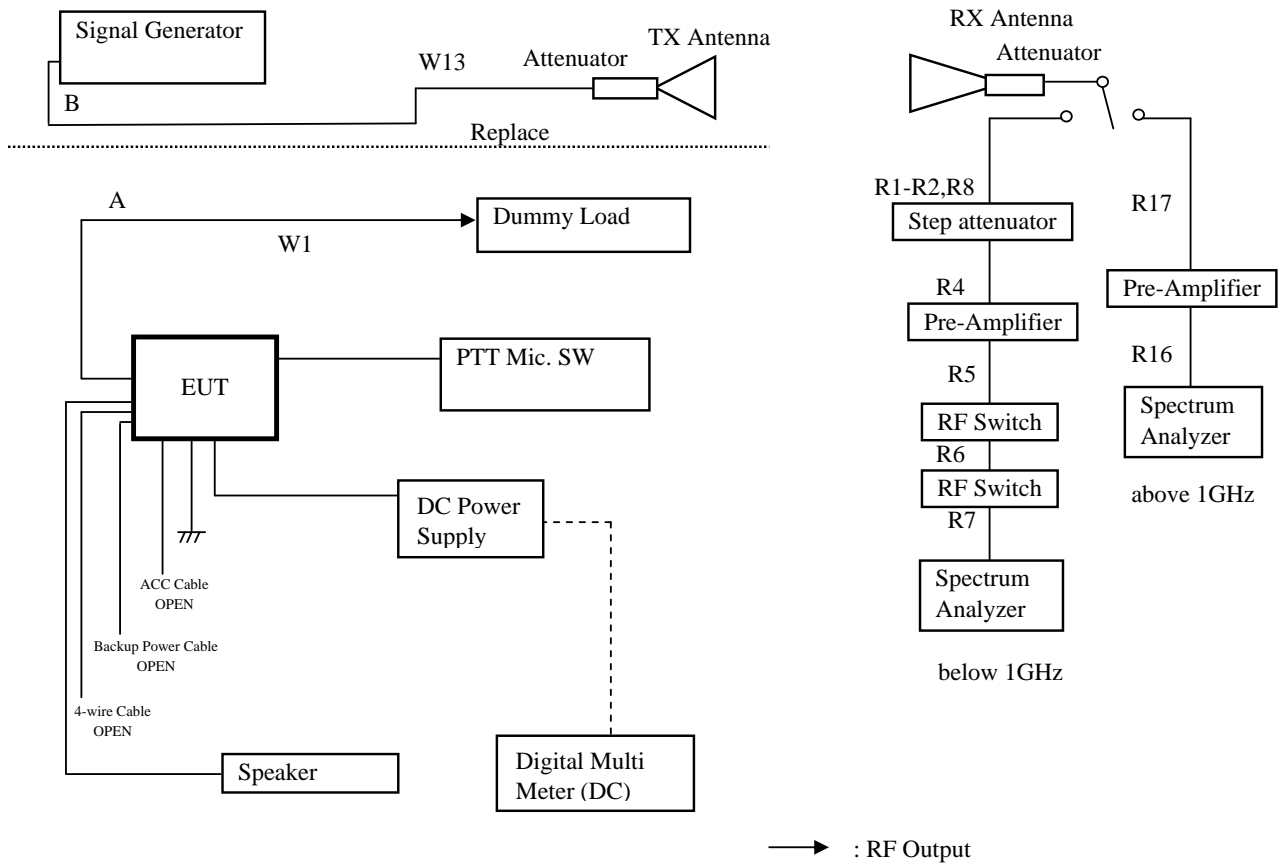 Signal Generator
B
W13
Attenuator
TX Antenna
Replace
RX Antenna
Attenuator
A
W1
Dummy Load
EUT
PTT Mic. SW
DC Power
Supply
ACC Cable
OPEN
Backup Power Cable
OPEN
4-wire Cable
OPEN
Speaker
Digital Multi
Meter (DC)
R1-R2,R8
Step attenuator
R4
Pre-Amplifier
R5
RF Switch
R6
RF Switch
R7
Spectrum
Analyzer
below 1GHz
R17
Pre-Amplifier
R16
Spectrum
Analyzer
above 1GHz
: RF Output